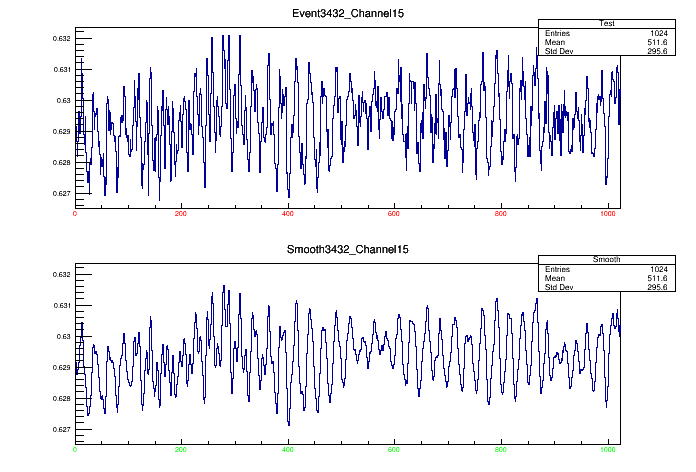 Event3432_Channel15
Test
Entries 1024
Mean 511.6
Std Dev 295.6
0.632
0.631
0.63
0.629
0.628
0.627
0 200 400 600 800 1000
Smooth3432_Channel15
Smooth
Entries 1024
Mean 511.6
Std Dev 295.6
0.632
0.631
0.63
0.629
0.628
0.627
0 200 400 600 800 1000